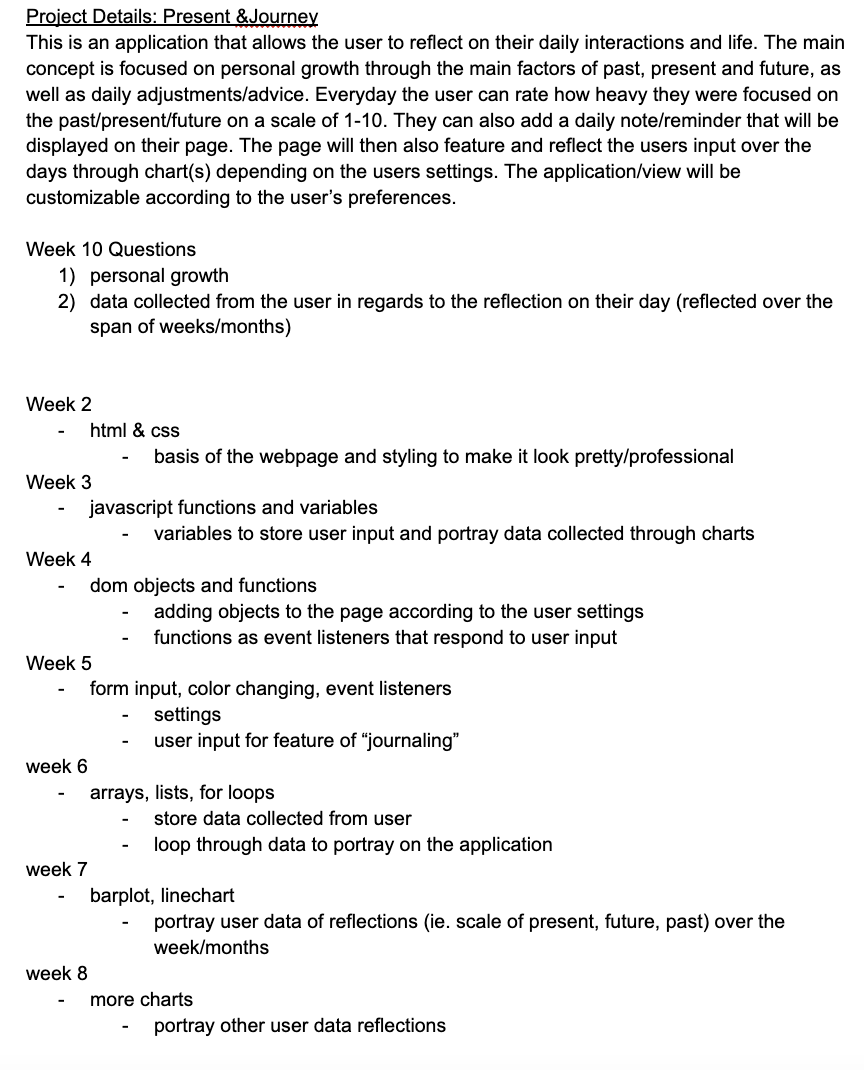 Project Details: Present &Journey
This is an application that allows the user to reflect on their daily interactions and life. The main
concept is focused on personal growth through the main factors of past, present and future, as
well as daily adjustments/advice. Everyday the user can rate how heavy they were focused on
the past/present/future on a scale of 1-10. They can also add a daily note/reminder that will be
displayed on their page. The page will then also feature and reflect the users input over the
days through chart(s) depending on the users settings. The application/view will be
customizable according to the user’s preferences.
Week 10 Questions
1) personal growth
2) data collected from the user in regards to the reflection on their day (reflected over the
span of weeks/months)
Week 2
- html & css
- basis of the webpage and styling to make it look pretty/professional
Week 3
- javascript functions and variables
- variables to store user input and portray data collected through charts
Week 4
- dom objects and functions
- adding objects to the page according to the user settings
- functions as event listeners that respond to user input
Week 5
- form input, color changing, event listeners
- settings
- user input for feature of “journaling”
week 6
- arrays, lists, for loops
- store data collected from user
- loop through data to portray on the application
week 7
- barplot, linechart
- portray user data of reflections (ie. scale of present, future, past) over the
week/months
week 8
- more charts
- portray other user data reflections